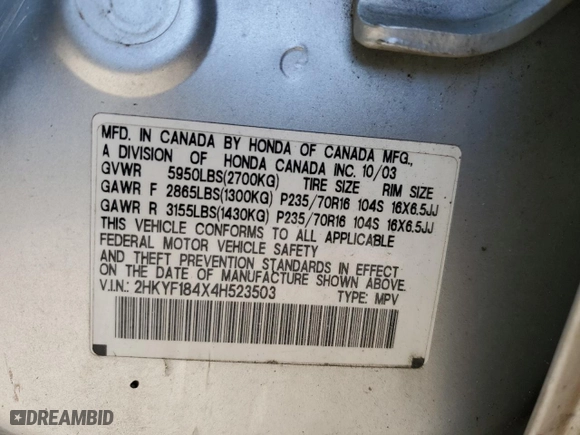 MFD. IN CANADA BY HONDA OF CANADA MFG.,
A DIVISION OF HONDA CANADA INC. 10/03
GVWR 5950LBS(2700KG) TIRE SIZE RIM SIZE
GAWR F 2865LBS(1300KG) P235/70R16 104S 16X6.5JJ
GAWR R 3155LBS(1430KG) P235/70R16 104S 16X6.5JJ
THIS VEHICLE CONFORMS TO ALL APPLICABLE
FEDERAL MOTOR VEHICLE SAFETY
AND THEFT PREVENTION STANDARDS IN EFFECT
ON THE DATE OF MANUFACTURE SHOWN ABOVE.
V.I.N.: 2HKYF184X4H523503 TYPE: MPV
DREAMBID